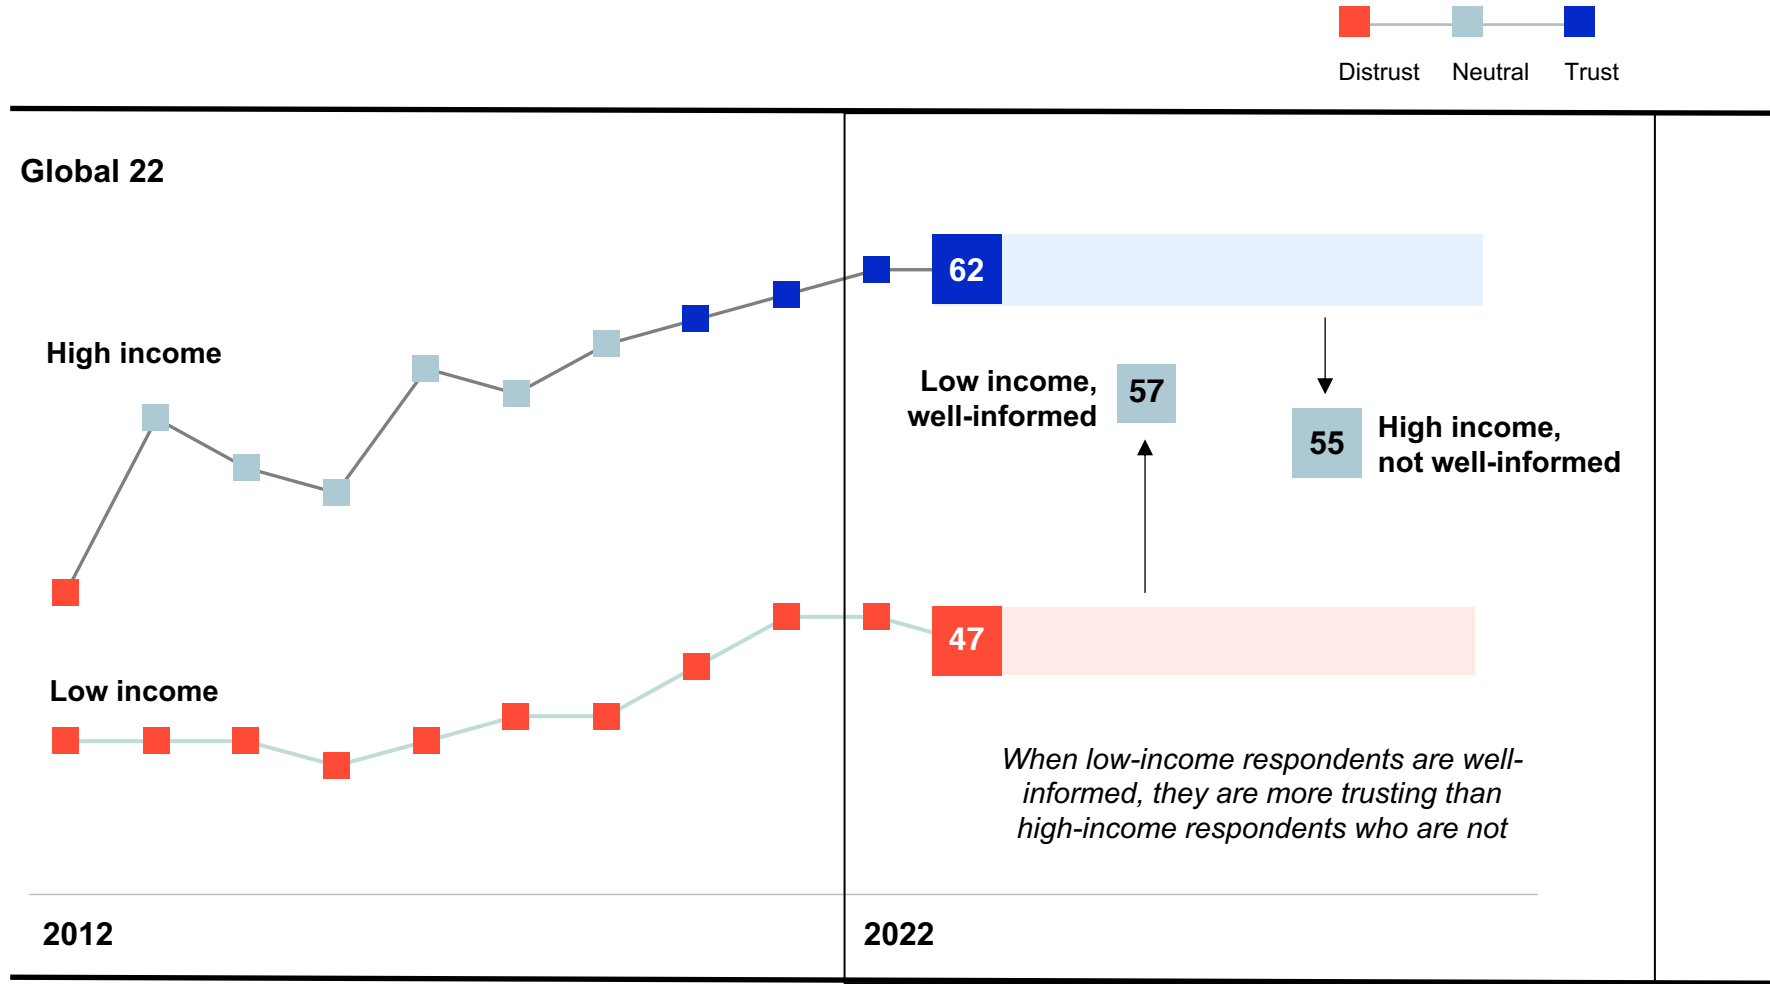 Distrust Neutral Trust
Global 22
62
High income
Low income,
well-informed
57
55
High income,
not well-informed
47
Low income
When low-income respondents are well-
informed, they are more trusting than
high-income respondents who are not
2012
2022